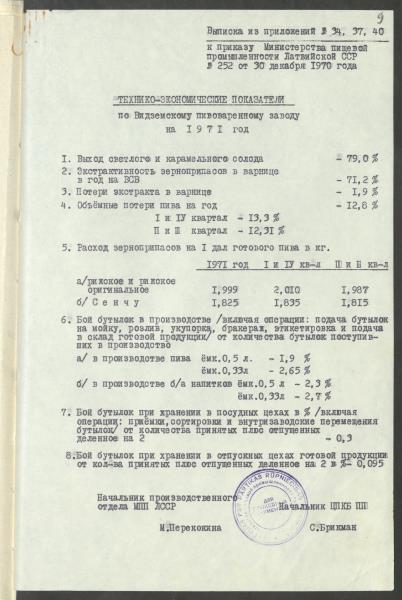 9
Выписка из приложений № 34, 37, 40
к приказу Министерства пищевой
промышленности Латвийской ССР
№ 252 от 30 декабря 1970 года
ТЕХНИКО-ЭКОНОМИЧЕСКИЕ ПОКАЗАТЕЛИ
по Видземскому пивоваренному заводу
на 1971 год
1. Выход светлого и карамельного солода - 79,0 %
2. Экстрактивность зерноприпасов в варнице
в год на ВСВ - 71,2 %
3. Потери экстракта в варнице - 1,9 %
4. Объёмные потери пива на год - 12,8 %
I и IУ квартал - 13,3 %
П и Ш квартал - 12,31 %
5. Расход зерноприпасов на I дал готового пива в кг.
1971 год I и IУ кв-л Ш и П кв-л
а/рижское и рижское
оригинальное 1,999 2,010 1,987
б/ Сенчу 1,825 1,835 1,815
6. Бой бутылок в производстве /включая операции: подача бутылок
на мойку, розлив, укупорка, бракераж, этикетировка и подача
в склад готовой продукции/ от количества бутылок поступив-
ших в производство
а/ в производстве пива ёмк.0,5 л. - 1,9 %
ёмк.0,33л - 2,65 %
б/ в производстве б/а напитков ёмк.0,5 л - 2,3 %
ёмк.0,33л - 2,7 %
7. Бой бутылок при хранении в посудных цехах в % /включая
операции: приёмки,сортировки и внутризаводские перемещения
бутылок/ от количества принятых плюс отпущенных
деленное на 2 - 0,3
8. Бой бутылок при хранении в отпускных цехах готовой продукции
от кол-ва принятых плюс отпущенных деленное на 2 в %- 0,095
Начальник производственного
отдела МПП ЛССР Начальник ЦПКБ ПП
М.Переконина С.Брикман